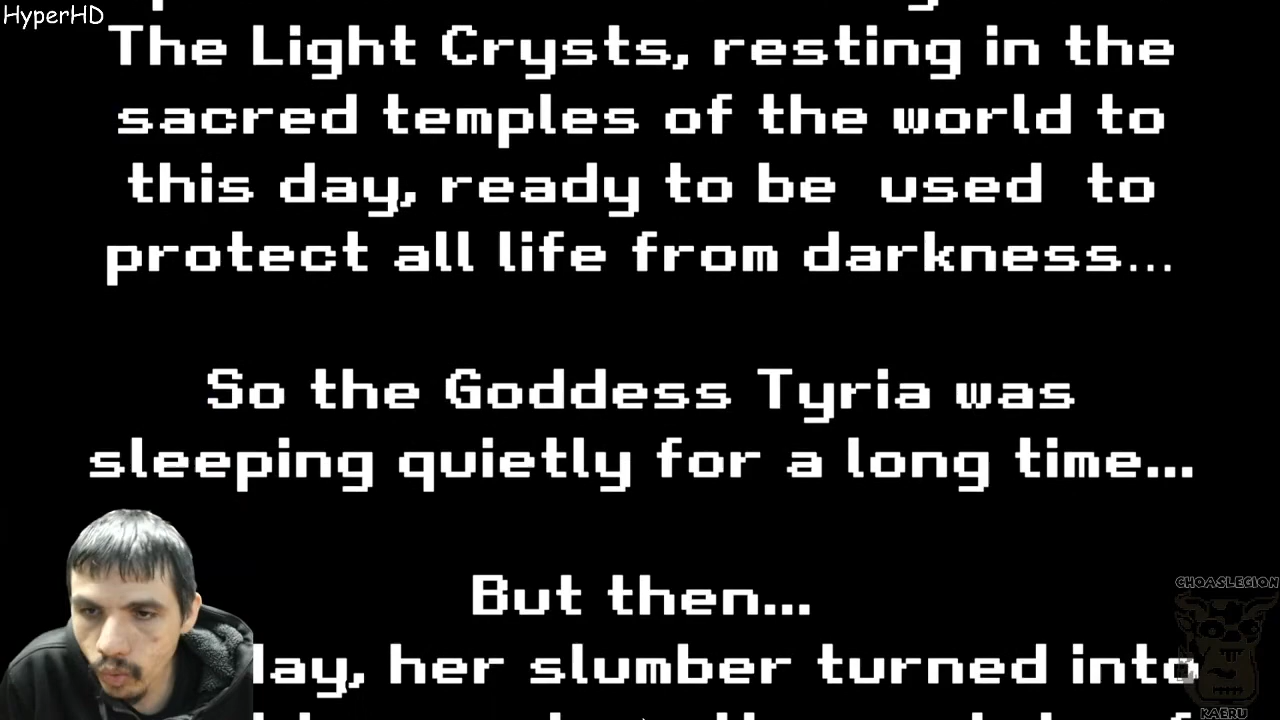 HyperHD
The Light Crysts, resting in the
sacred temples of the world to
this day, ready to be used to
protect all life from darkness...
So the Goddess Tyria was
sleeping quietly for a long time...
But then...
day, her slumber turned into
CHOASLEGION
KAERU